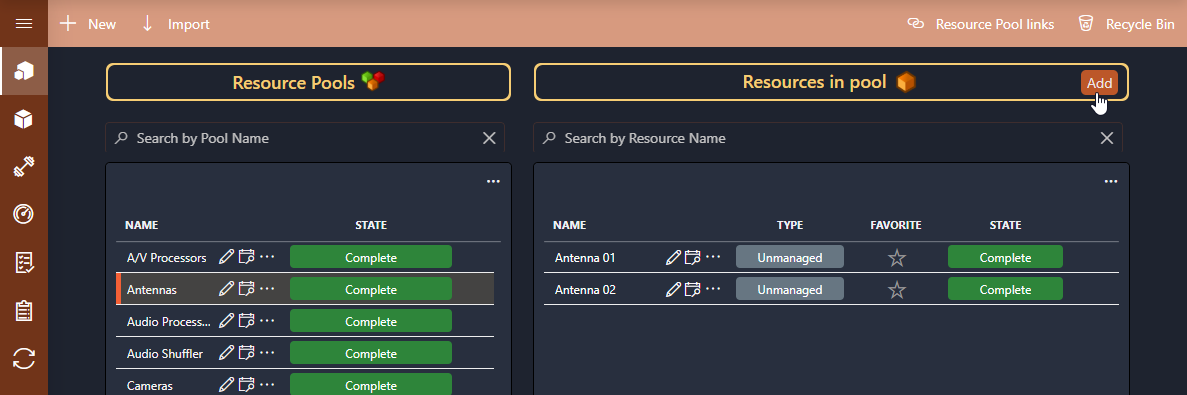 New
Import
Resource Pool links
Recycle Bin
Resource Pools
Resources in pool
Add
Search by Pool Name
Search by Resource Name
NAME STATE
A/V Processors Complete
Antennas Complete
Audio Process... Complete
Audio Shuffler Complete
Cameras Complete
NAME TYPE FAVORITE STATE
Antenna 01 Unmanaged Complete
Antenna 02 Unmanaged Complete